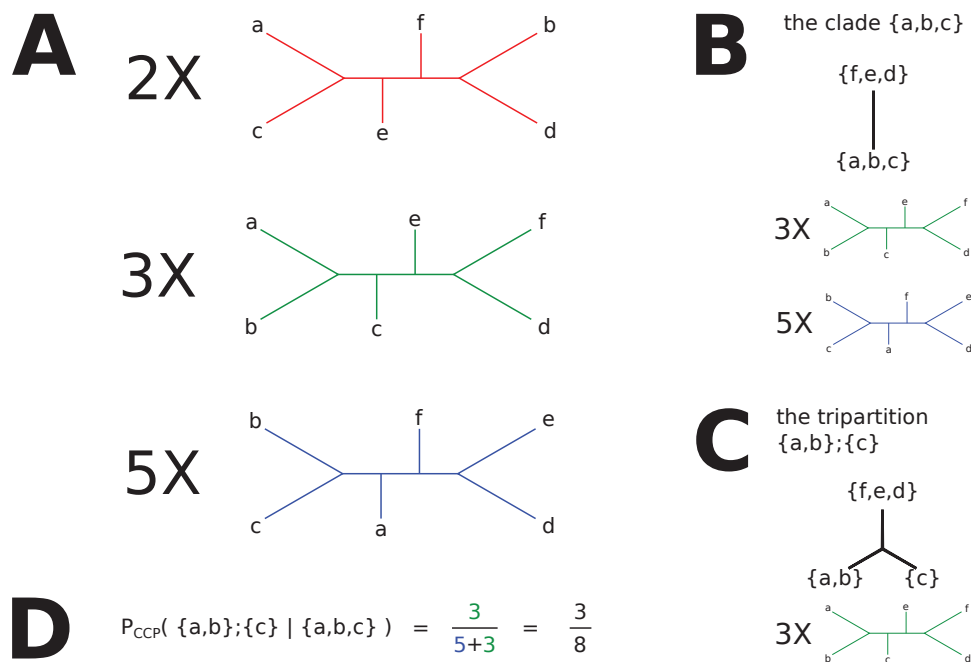 A
2X
a
f
b
c
e
d
3X
a
e
f
b
c
d
5X
b
f
e
c
a
d
B
the clade {a,b,c}
{f,e,d}
{a,b,c}
3X
a
e
f
b
c
d
5X
b
f
e
c
a
d
C
the tripartition
{a,b};{c}
{f,e,d}
{a,b} {c}
3X
a
e
f
b
c
d
D
P_CCP( {a,b};{c} | {a,b,c} ) = 3/(5+3) = 3/8